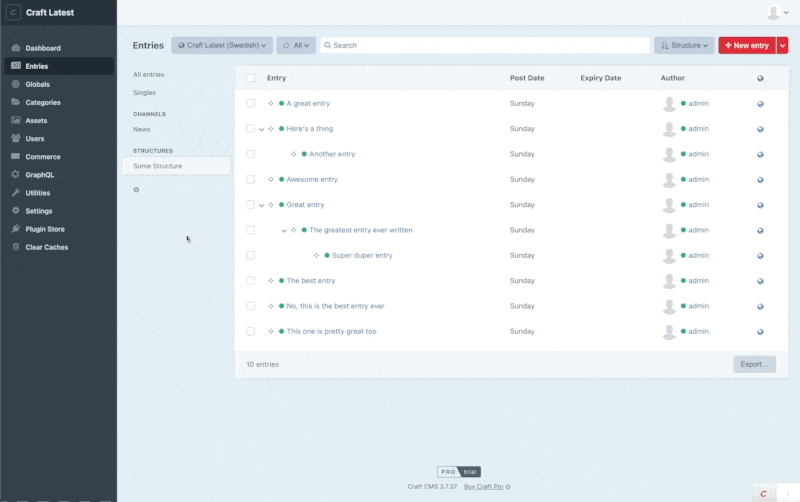 C Craft Latest
Dashboard
Entries
Globals
Categories
Assets
Users
Commerce
GraphQL
Utilities
Settings
Plugin Store
Clear Caches
Entries Craft Latest (Swedish) All Search Structure + New entry
All entries
Singles
CHANNELS
News
STRUCTURES
Some Structure
Entry Post Date Expiry Date Author
A great entry Sunday admin
Here's a thing Sunday admin
Another entry Sunday admin
Awesome entry Sunday admin
Great entry Sunday admin
The greatest entry ever written Sunday admin
Super duper entry Sunday admin
The best entry Sunday admin
No, this is the best entry ever Sunday admin
This one is pretty great too Sunday admin
10 entries Export...
PRO trial
Craft CMS 3.7.37 Buy Craft Pro
C